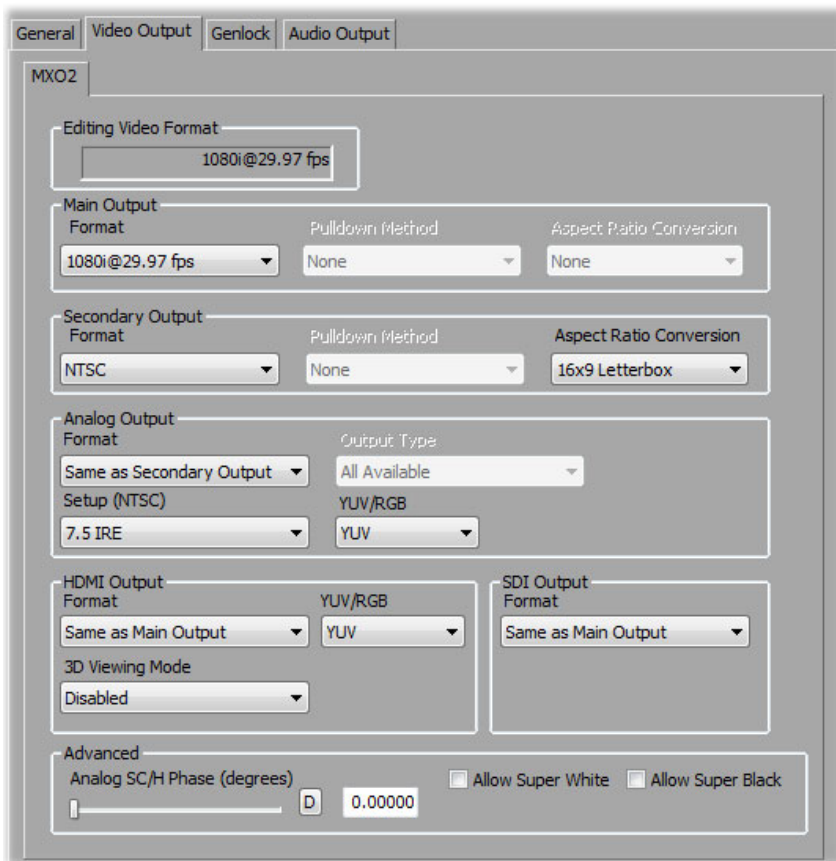 General Video Output Genlock Audio Output
MXO2
Editing Video Format
1080i@29.97 fps
Main Output
Format Pulldown Method Aspect Ratio Conversion
1080i@29.97 fps None None
Secondary Output
Format Pulldown Method Aspect Ratio Conversion
NTSC None 16x9 Letterbox
Analog Output
Format Output Type
Same as Secondary Output All Available
Setup (NTSC) YUV/RGB
7.5 IRE YUV
HDMI Output
Format YUV/RGB
Same as Main Output YUV
3D Viewing Mode
Disabled
SDI Output
Format
Same as Main Output
Advanced
Analog SC/H Phase (degrees)
D 0.00000
Allow Super White Allow Super Black